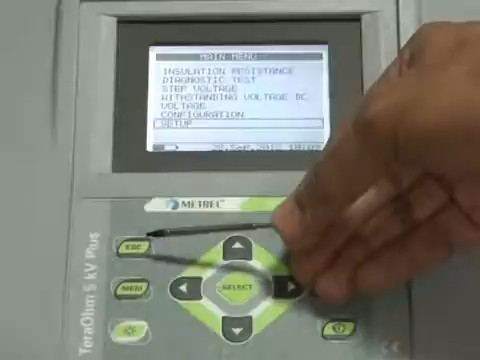 MAIN MENU
INSULATION RESISTANCE
DIAGNOSTIC TEST
STEP VOLTAGE
WITHSTANDING VOLTAGE DC
VOLTAGE
CONFIGURATION
SETUP
METREL
ESC
MEM
SELECT
TeraOhm 5 kV Plus